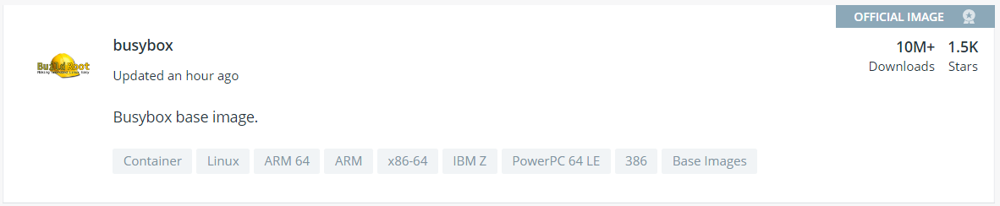 OFFICIAL IMAGE
busybox
10M+ 1.5K
Downloads Stars
BuildRoot
Making Embedded Linux Easy
Updated an hour ago
Busybox base image.
Container Linux ARM 64 ARM x86-64 IBM Z PowerPC 64 LE 386 Base Images